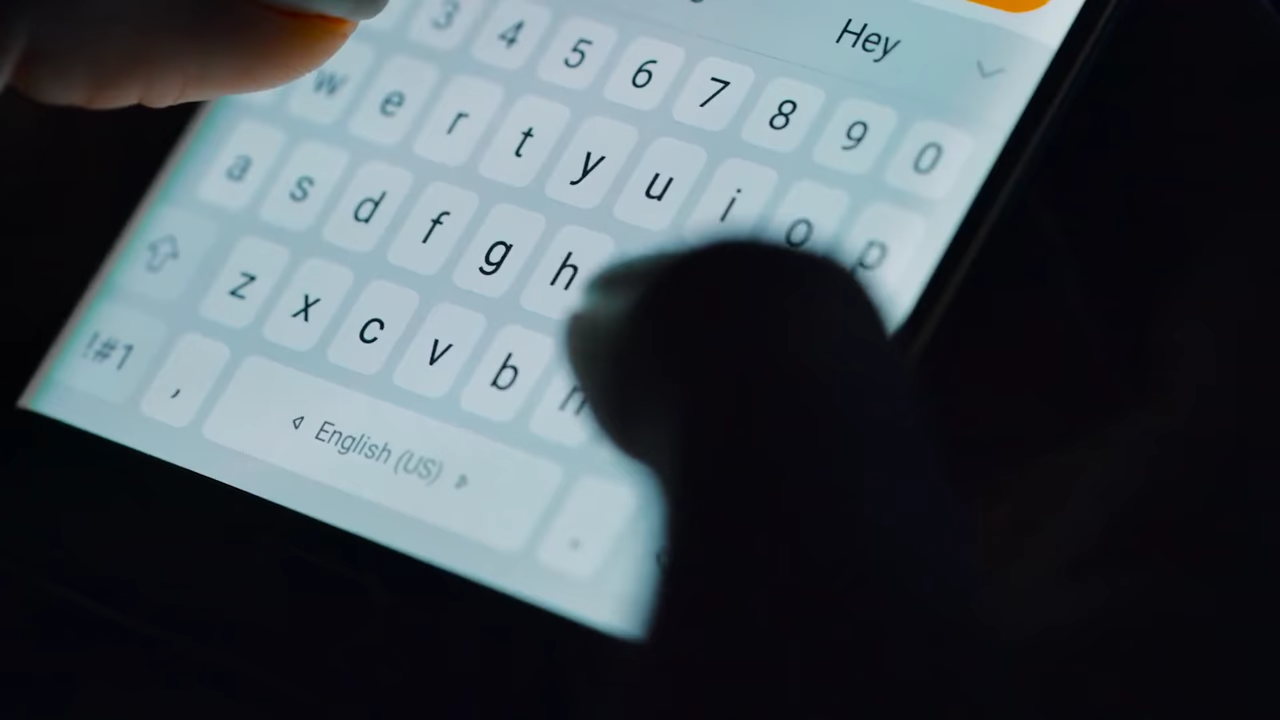 Hey
3 4 5 6 7 8 9 0
w e r t y u i o p
a s d f g h
z x c v b n
!#1 , English (US) .